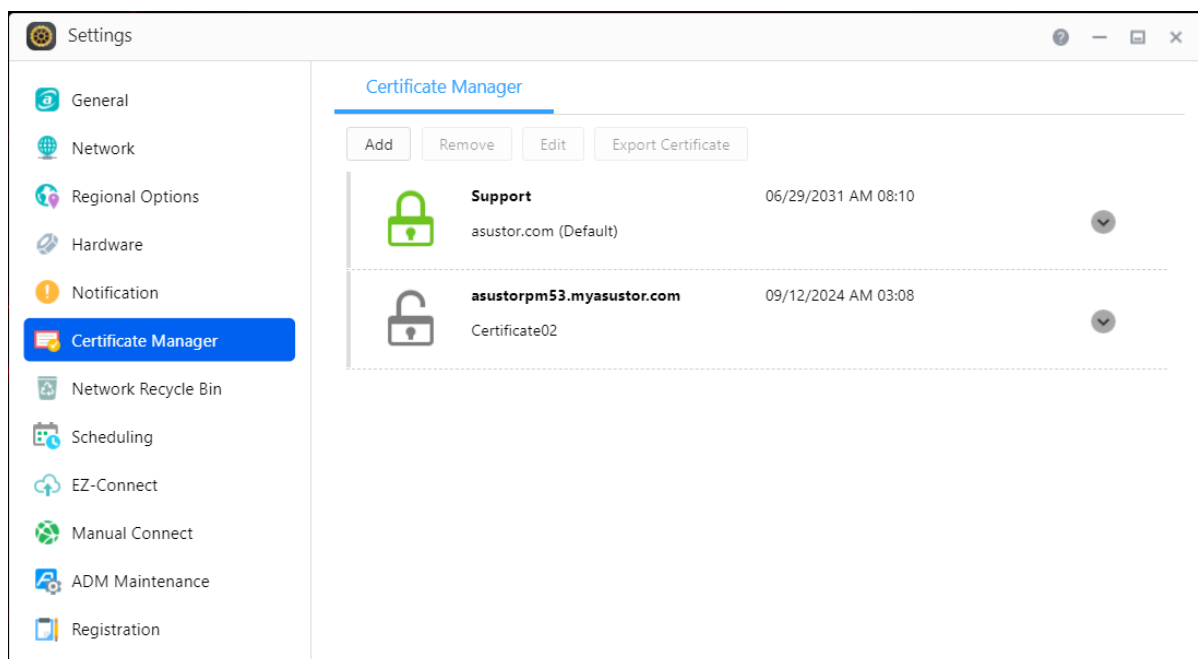 Settings
General
Network
Regional Options
Hardware
Notification
Certificate Manager
Network Recycle Bin
Scheduling
EZ-Connect
Manual Connect
ADM Maintenance
Registration
Certificate Manager
Add Remove Edit Export Certificate
Support 06/29/2031 AM 08:10
asustor.com (Default)
asustorpm53.myasustor.com 09/12/2024 AM 03:08
Certificate02